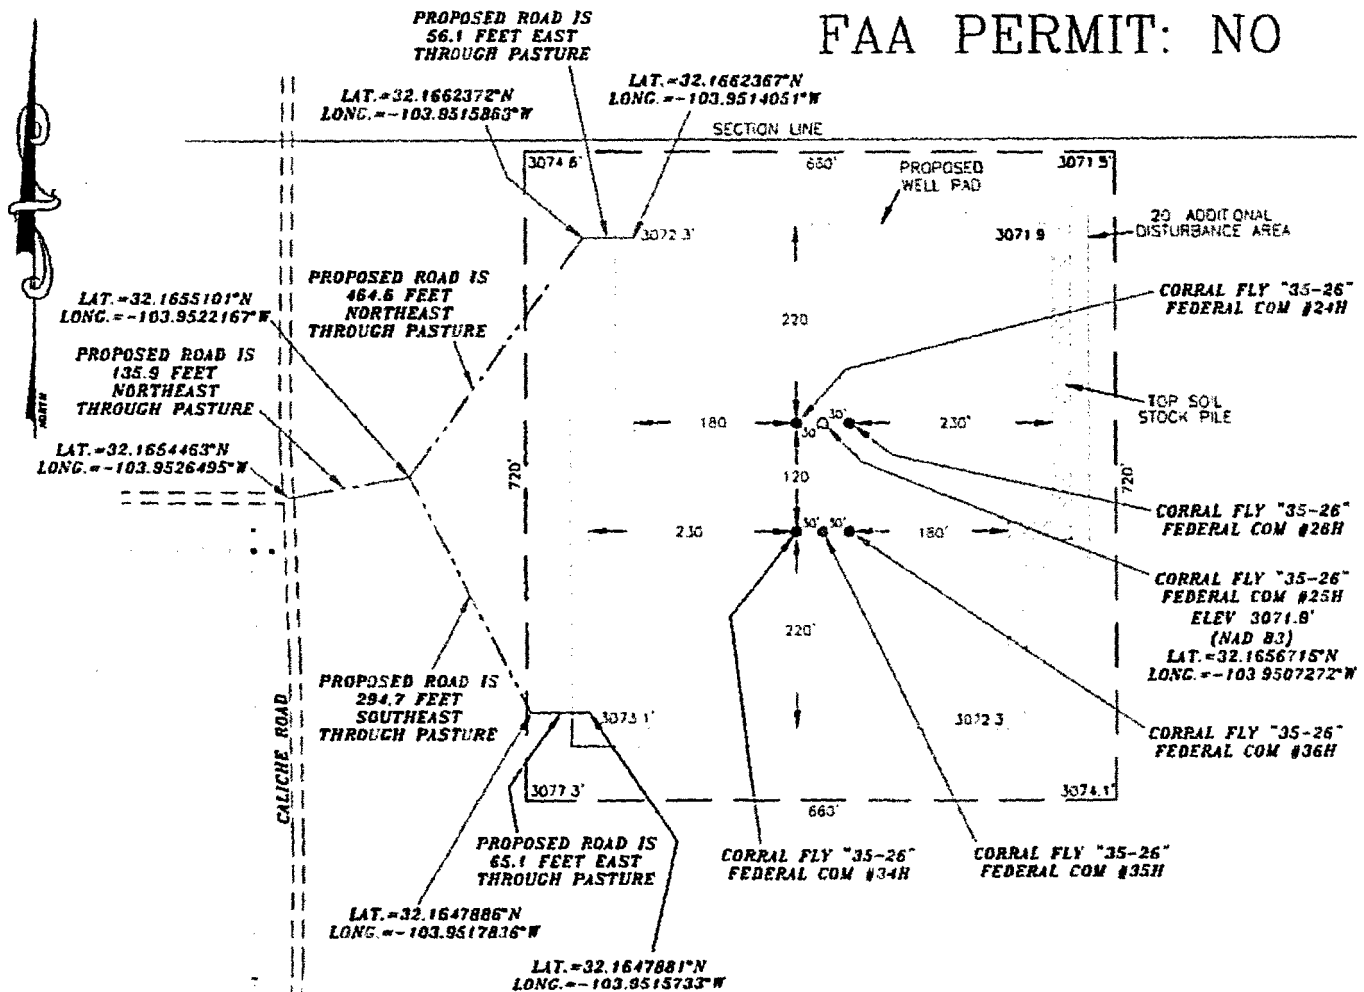 FAA PERMIT: NO
PROPOSED ROAD IS
56.1 FEET EAST
THROUGH PASTURE
LAT.=32.1662372°N
LONG.=-103.9515863°W
LAT.=32.1662367°N
LONG.=-103.9514051°W
SECTION LINE
3074.6'
660'
3071.5'
PROPOSED
WELL PAD
3072.3'
3071.9
20 ADDITIONAL
DISTURBANCE AREA
PROPOSED ROAD IS
464.6 FEET
NORTHEAST
THROUGH PASTURE
LAT.=32.1655101°N
LONG.=-103.9522167°W
CORRAL FLY "35-26"
FEDERAL COM #24H
220
PROPOSED ROAD IS
135.9 FEET
NORTHEAST
THROUGH PASTURE
NORTH
TOP SOIL
STOCK PILE
180
30'
30'
230'
LAT.=32.1654463°N
LONG.=-103.9526495°W
720'
120
720'
CORRAL FLY "35-26"
FEDERAL COM #26H
230
30'
30'
180'
CORRAL FLY "35-26"
FEDERAL COM #25H
ELEV 3071.8'
(NAD 83)
LAT.=32.1656715°N
LONG.=-103.9507272°W
220'
PROPOSED ROAD IS
294.7 FEET
SOUTHEAST
THROUGH PASTURE
CALICHE ROAD
3073.1'
3072.3
CORRAL FLY "35-26"
FEDERAL COM #36H
3077.3'
660'
3074.1'
PROPOSED ROAD IS
65.1 FEET EAST
THROUGH PASTURE
CORRAL FLY "35-26"
FEDERAL COM #34H
CORRAL FLY "35-26"
FEDERAL COM #35H
LAT.=32.1647886°N
LONG.=-103.9517836°W
LAT.=32.1647881°N
LONG.=-103.9515733°W